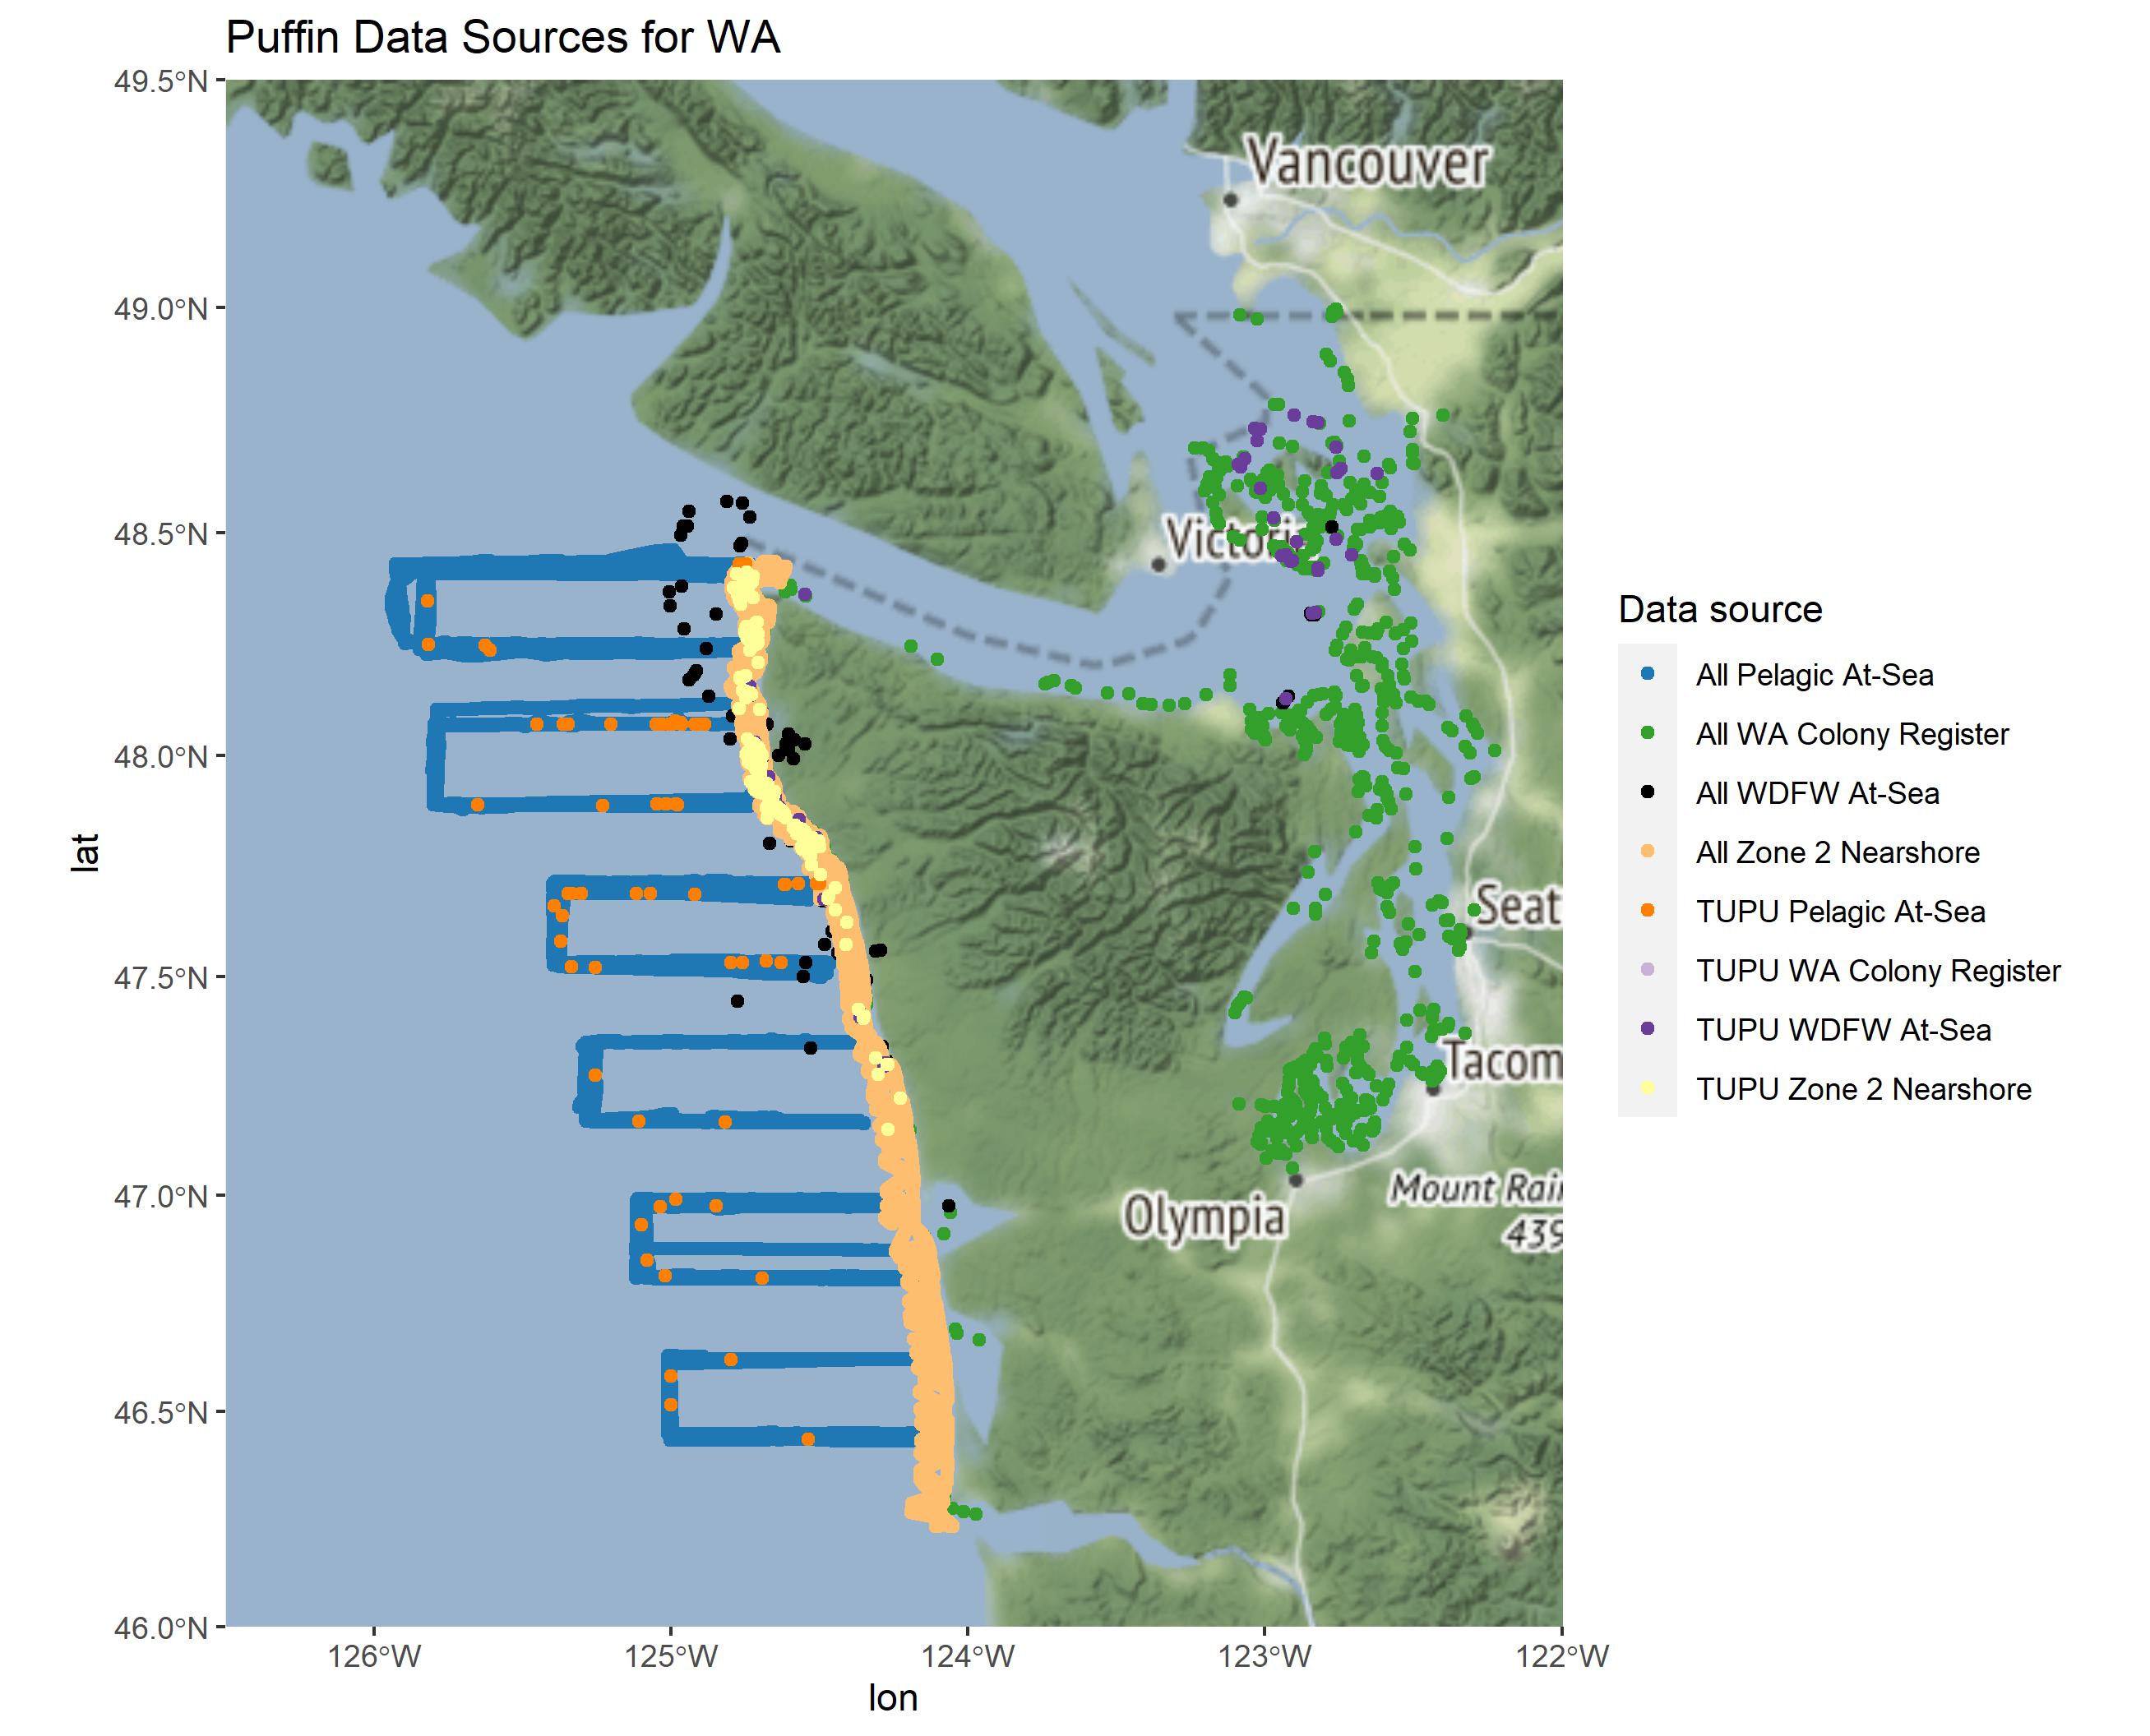 Puffin Data Sources for WA
49.5°N
49.0°N
48.5°N
48.0°N
47.5°N
47.0°N
46.5°N
46.0°N
lat
Vancouver
Victoria
Seat
Tacom
Mount Rai
439
Olympia
126°W
125°W
124°W
123°W
122°W
lon
Data source
All Pelagic At-Sea
All WA Colony Register
All WDFW At-Sea
All Zone 2 Nearshore
TUPU Pelagic At-Sea
TUPU WA Colony Register
TUPU WDFW At-Sea
TUPU Zone 2 Nearshore